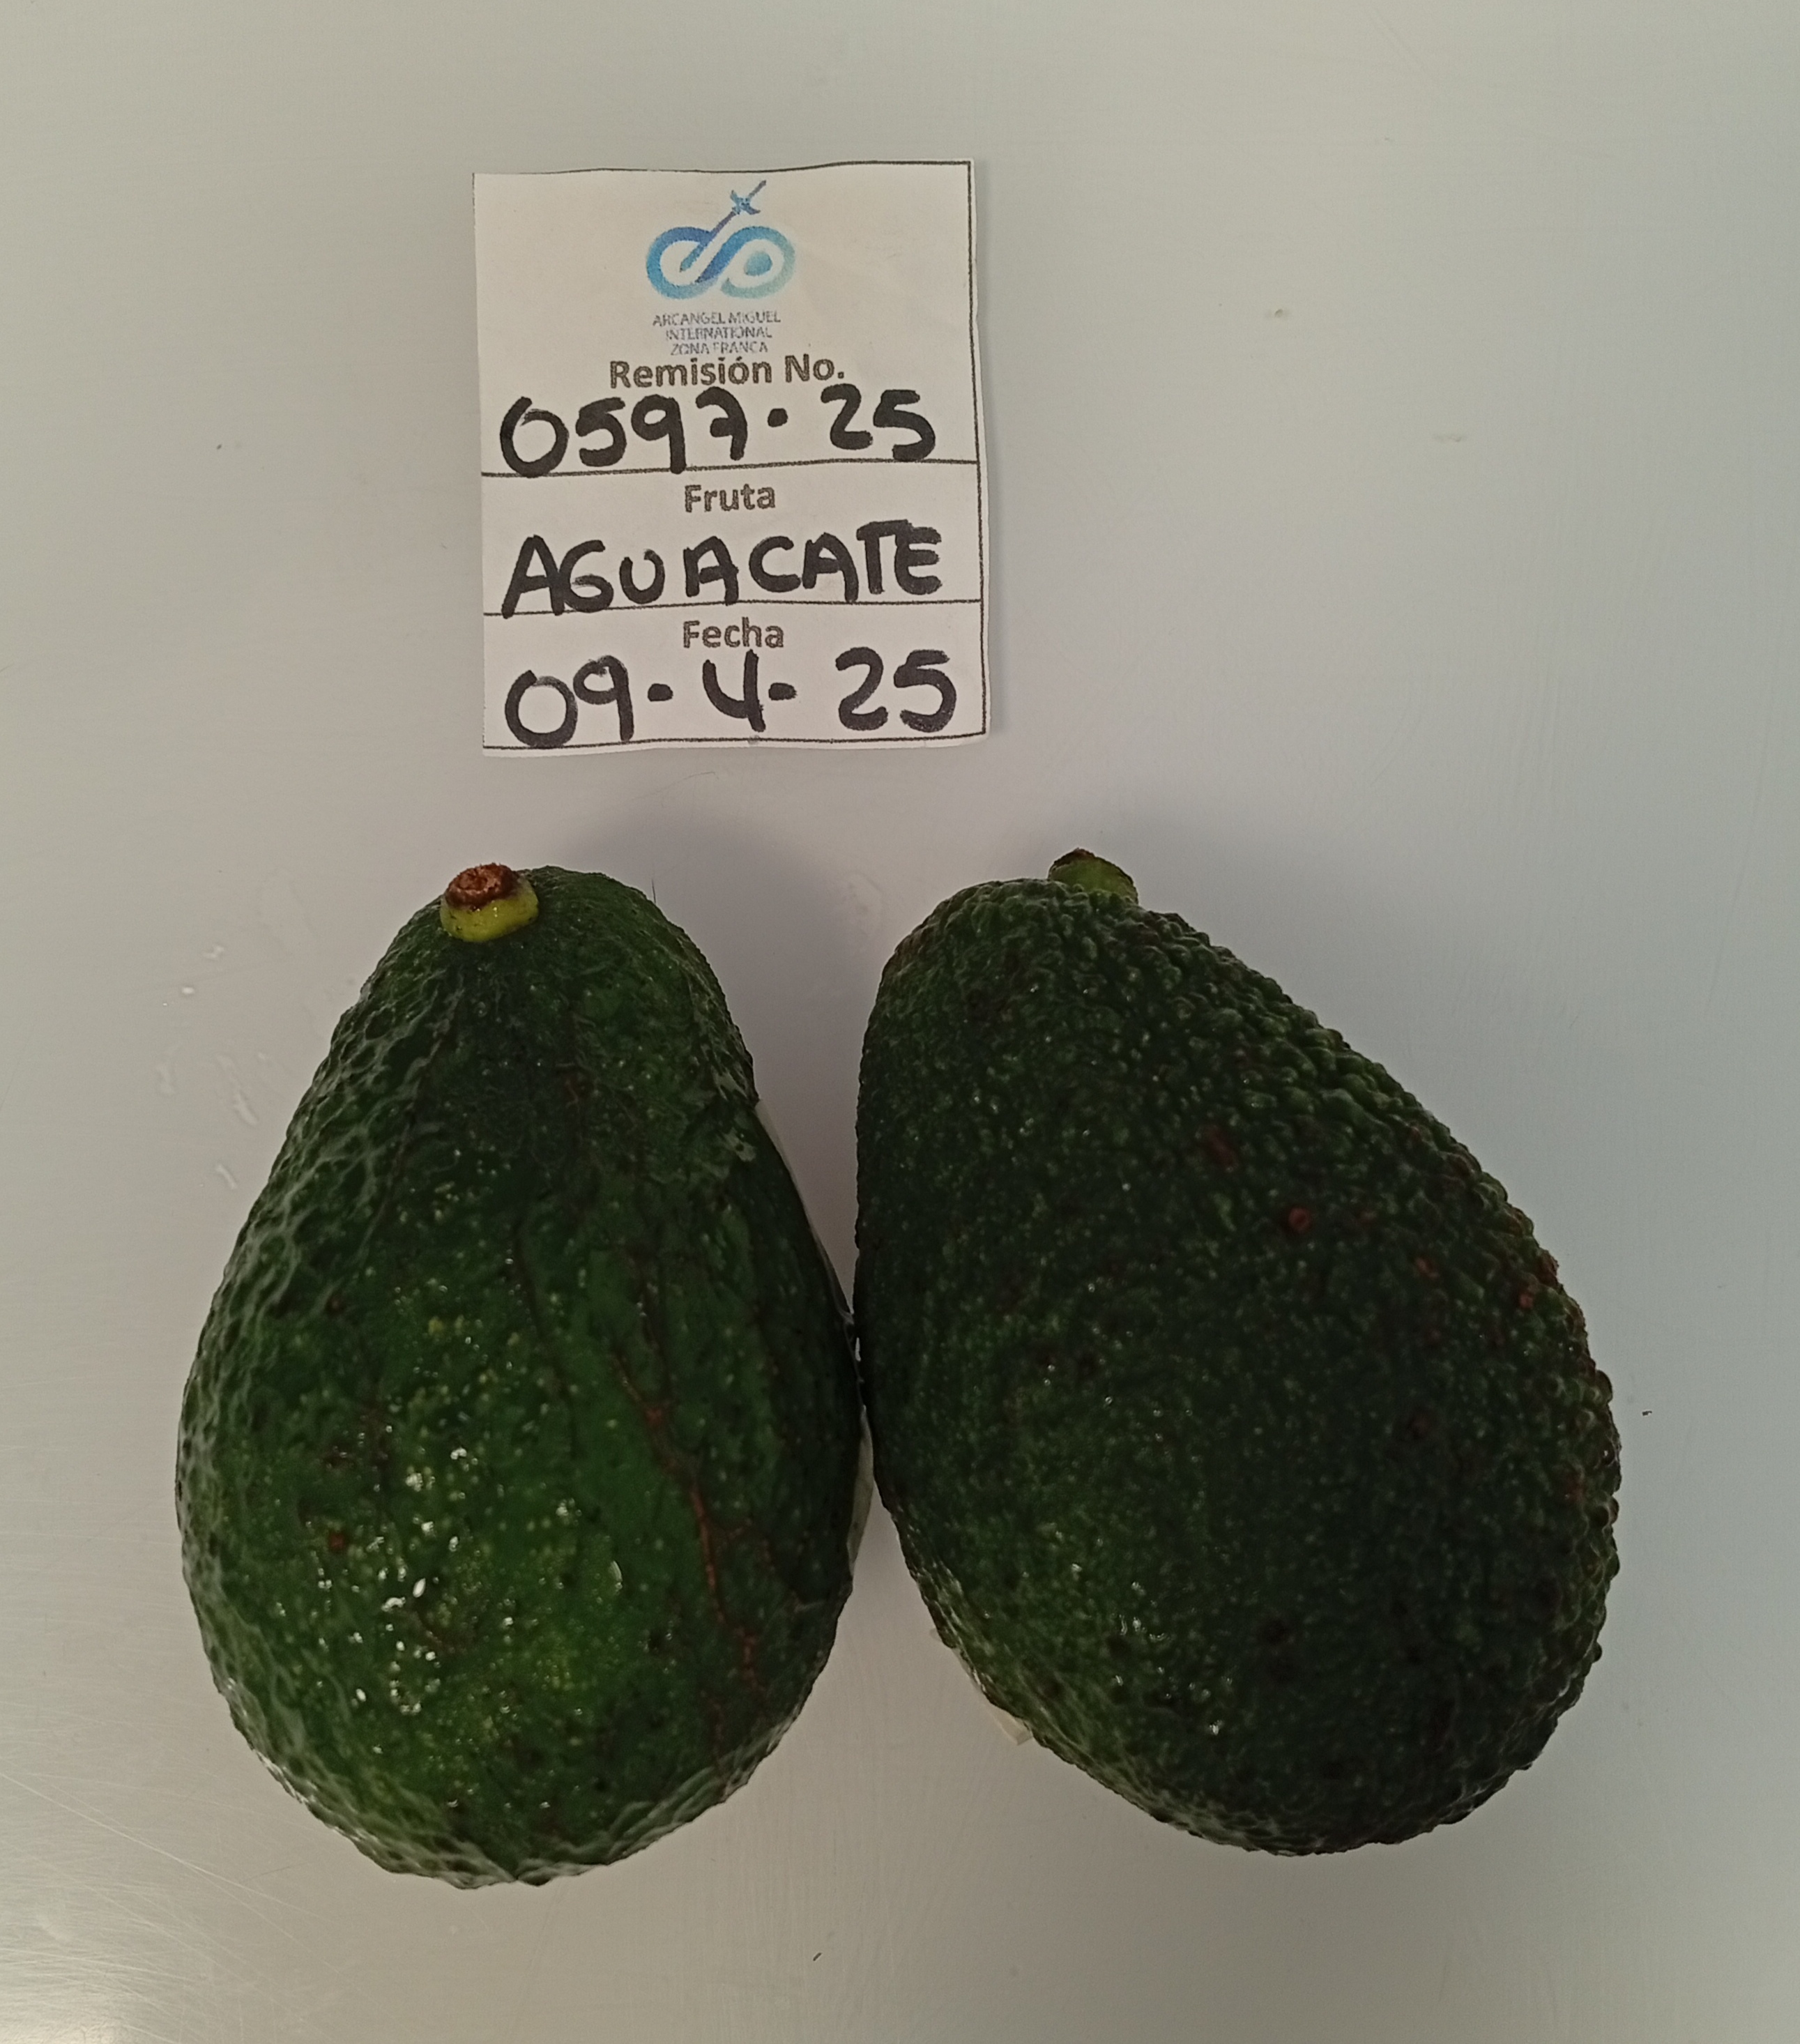 ARCANGEL MIGUEL
INTERNATIONAL
ZONA FRANCA
Remisión No.
0597·25
Fruta
AGUACATE
Fecha
09-4-25